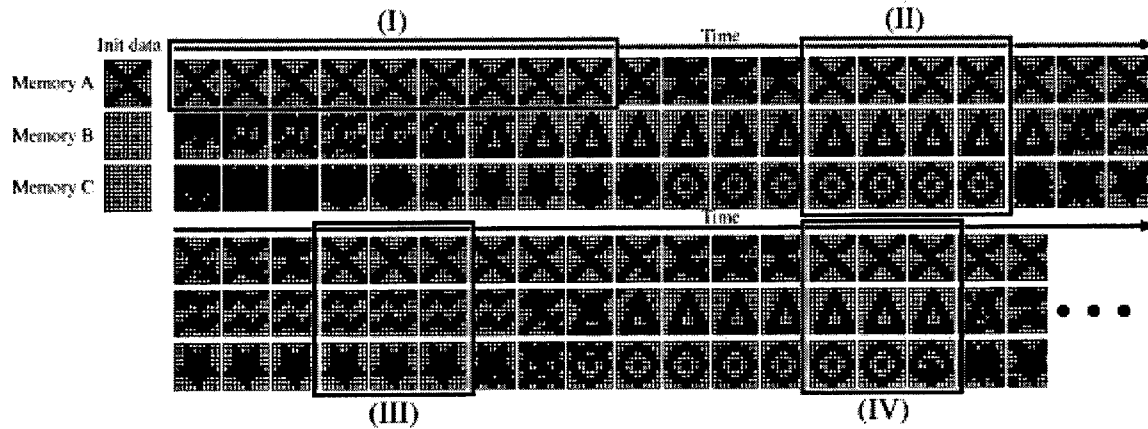 (I)
(II)
Time
Init data
Memory A
Memory B
Memory C
Time
(III)
(IV)